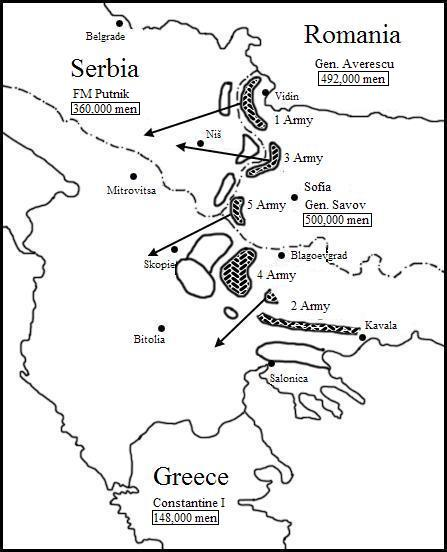 Belgrade
Romania
Gen. Averescu
492,000 men
Serbia
FM Putnik
360,000 men
Vidin
1 Army
Niš
3 Army
Mitrovitsa
Sofia
Gen. Savov
500,000 men
5 Army
Skopie
Blagoevgrad
4 Army
2 Army
Bitolia
Kavala
Salonica
Greece
Constantine I
148,000 men